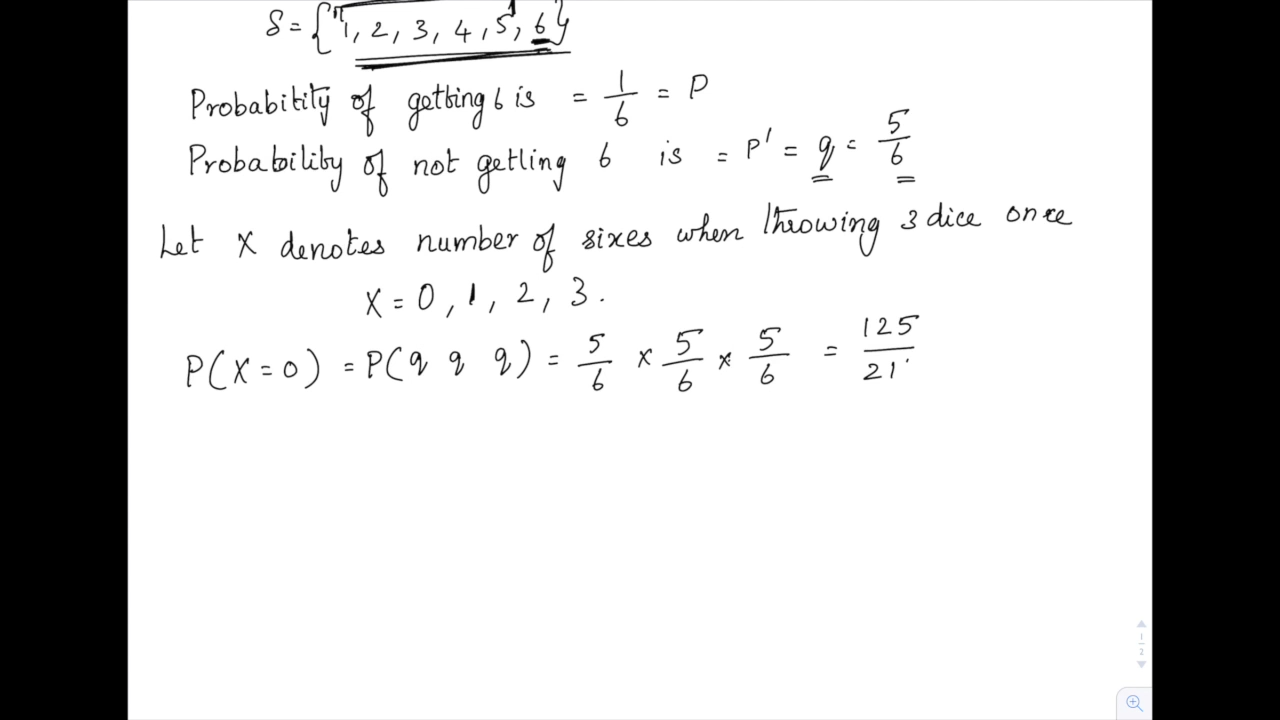 S = { 1, 2, 3, 4, 5, 6 }
Probability of getting 6 is = 1/6 = P
Probability of not getting 6 is = P' = q = 5/6
Let X denotes number of sixes when throwing 3 dice once
X = 0, 1, 2, 3.
P(X = 0) = P(q q q) = 5/6 × 5/6 × 5/6 = 125/21
1/2